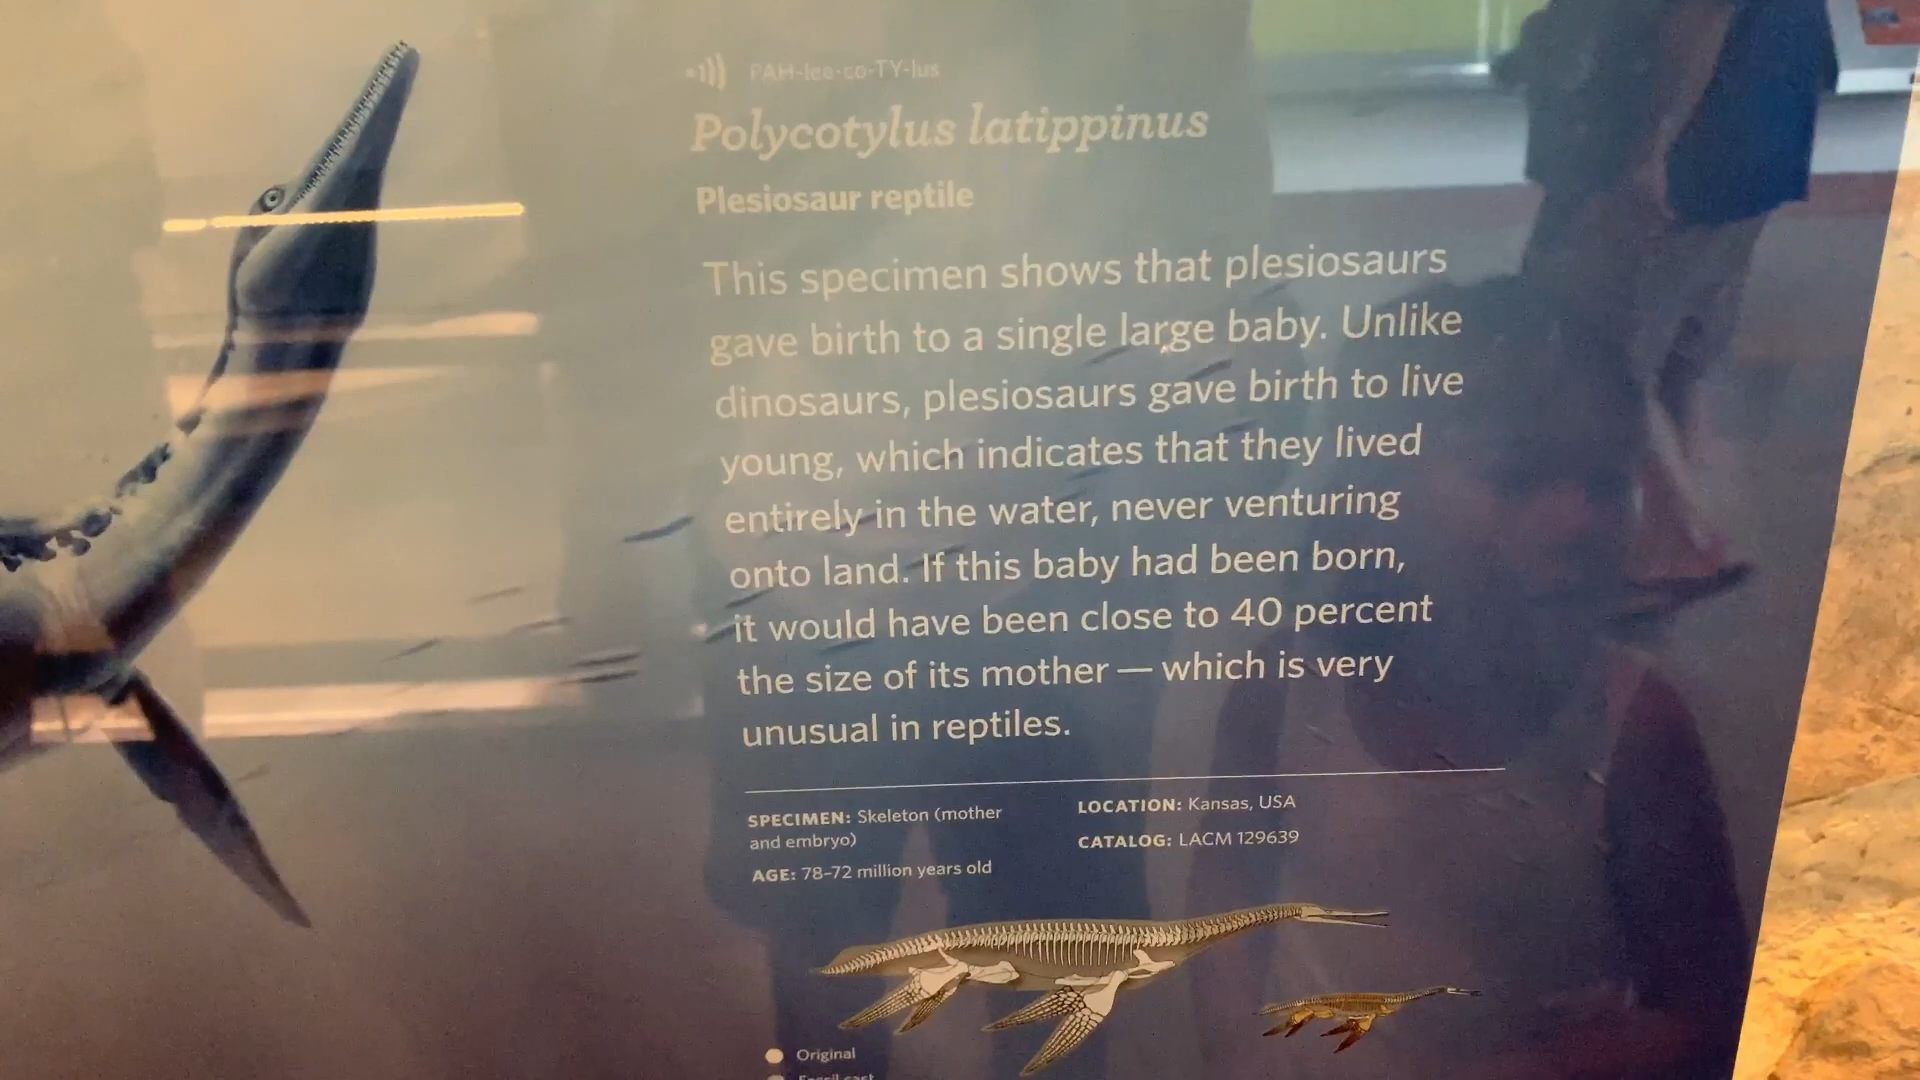 PAH-lee-co-TY-lus
Polycotylus latippinus
Plesiosaur reptile
This specimen shows that plesiosaurs
gave birth to a single large baby. Unlike
dinosaurs, plesiosaurs gave birth to live
young, which indicates that they lived
entirely in the water, never venturing
onto land. If this baby had been born,
it would have been close to 40 percent
the size of its mother — which is very
unusual in reptiles.
SPECIMEN: Skeleton (mother
and embryo)
AGE: 78–72 million years old
LOCATION: Kansas, USA
CATALOG: LACM 129639
Original
Fossil cast